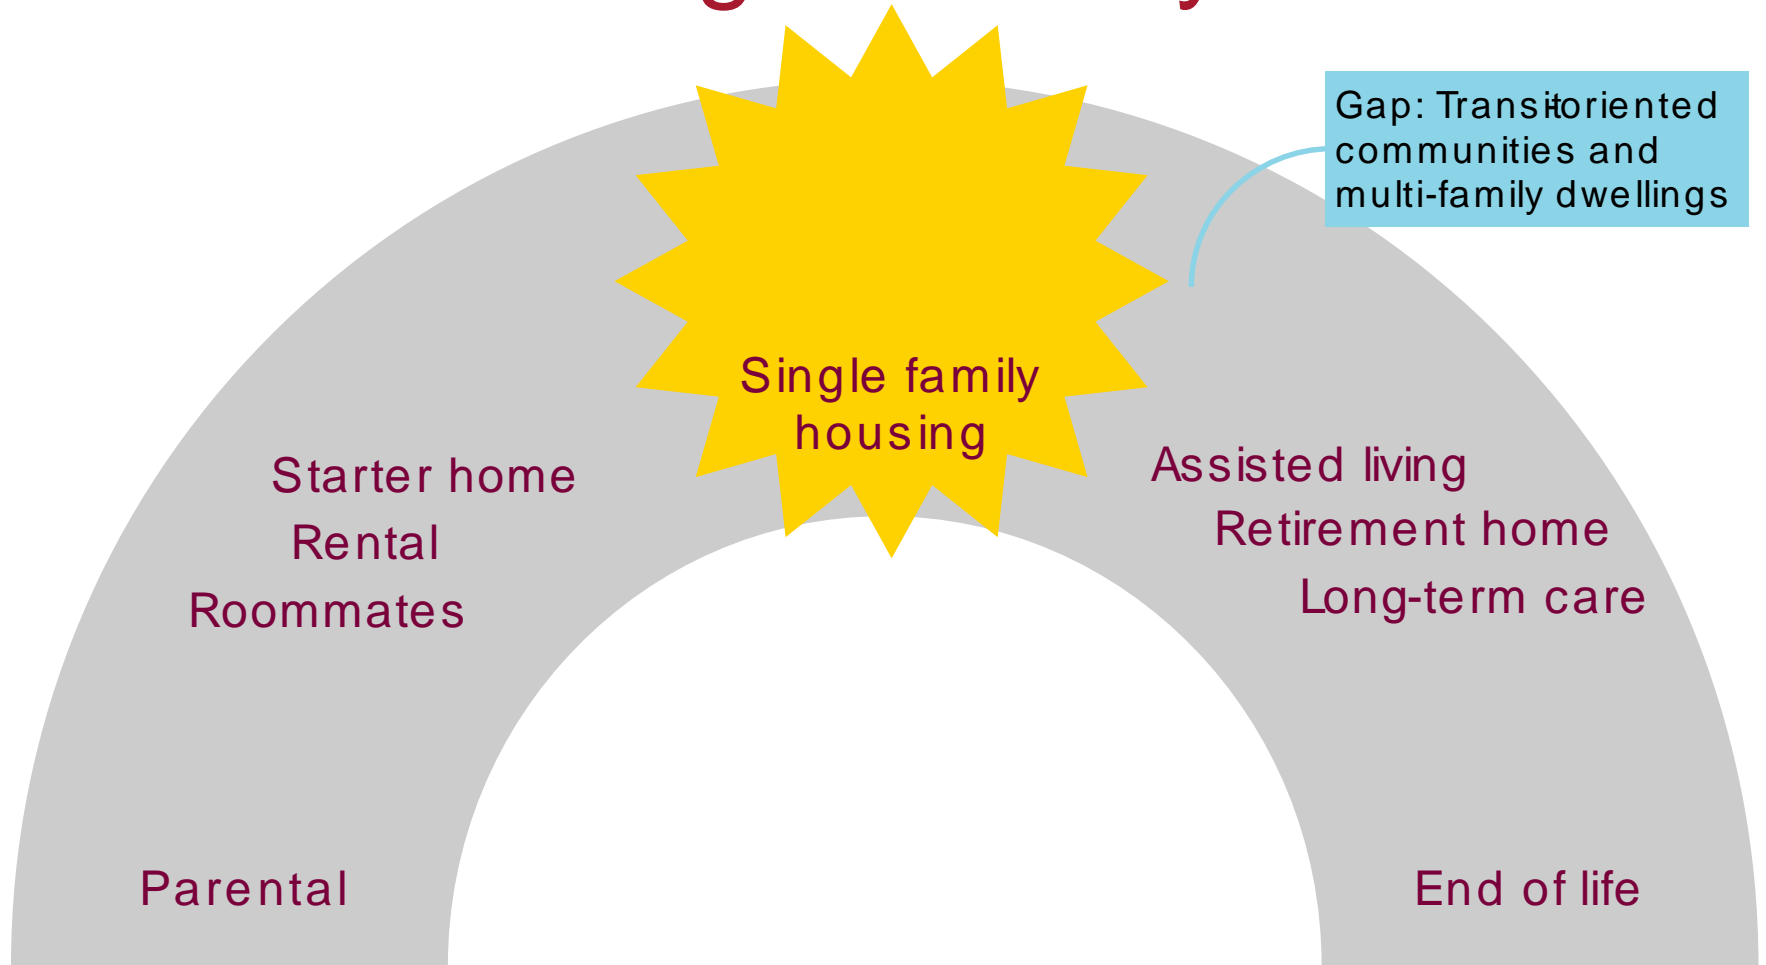 Gap: Transit-oriented
communities and
multi-family dwellings
Single family
housing
Starter home
Rental
Roommates
Assisted living
Retirement home
Long-term care
Parental
End of life